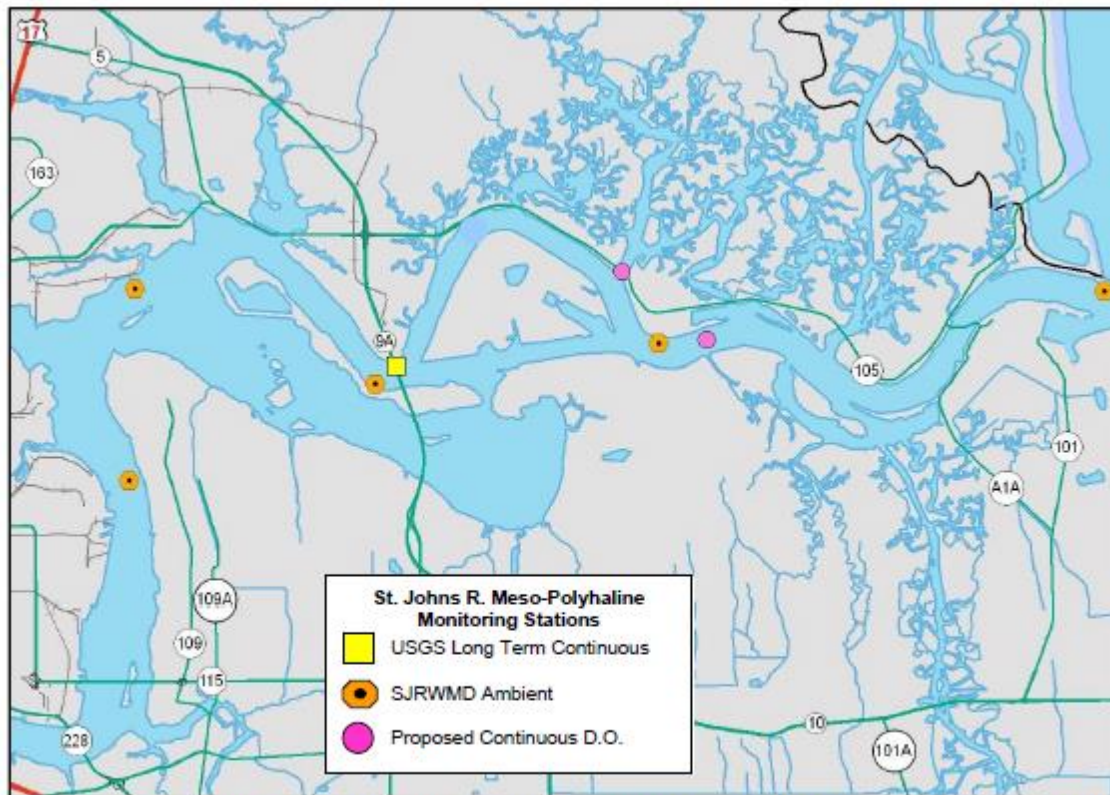 17
5
163
9A
105
101
A1A
109A
109
115
228
10
101A
St. Johns R. Meso-Polyhaline
Monitoring Stations
USGS Long Term Continuous
SJRWMD Ambient
Proposed Continuous D.O.